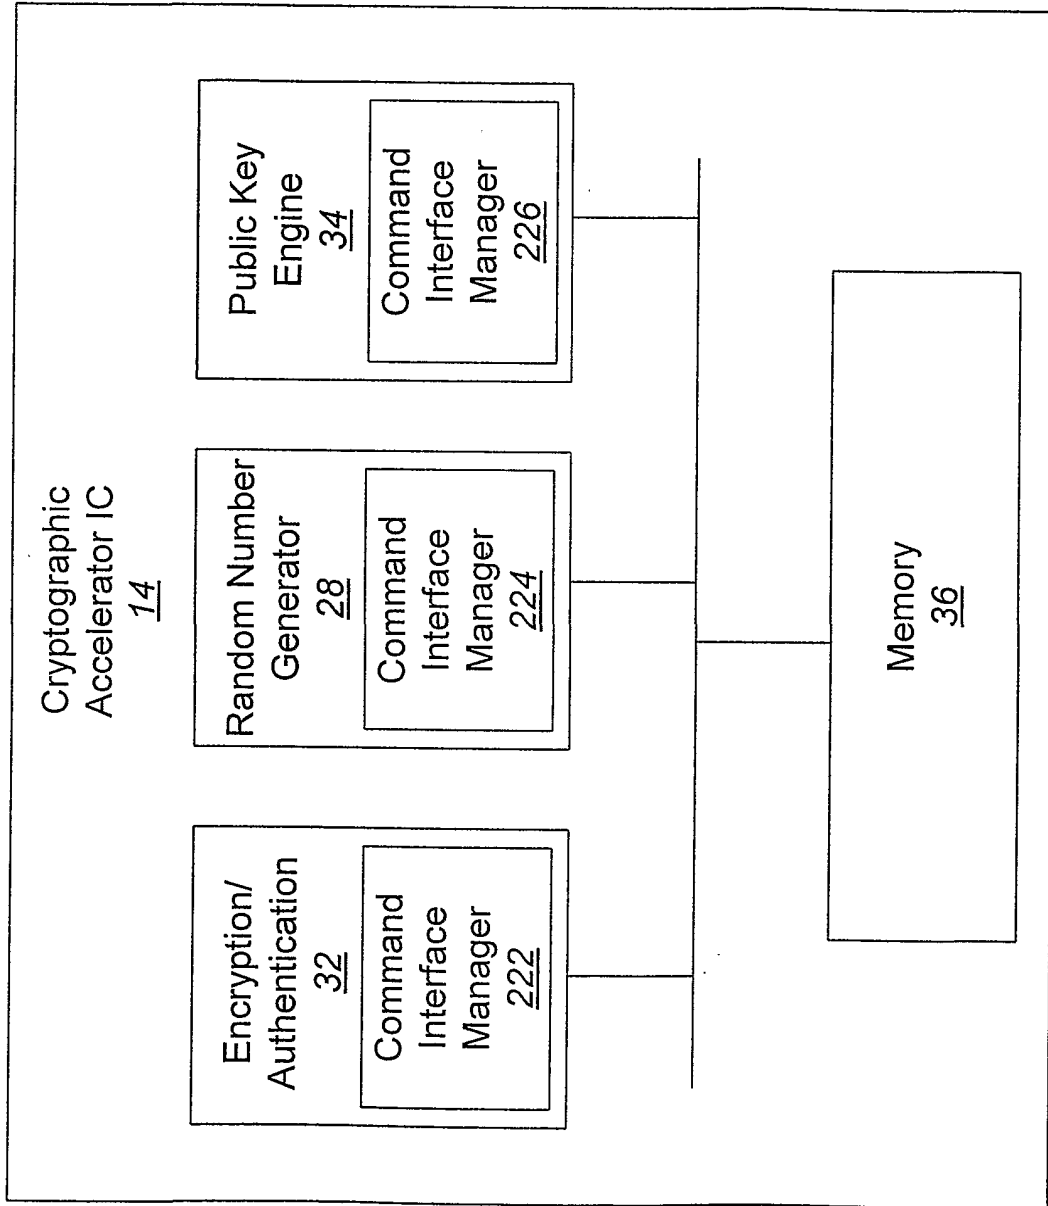 Cryptographic
Accelerator IC
14
Encryption/
Authentication
32
Command
Interface
Manager
222
Random Number
Generator
28
Command
Interface
Manager
224
Public Key
Engine
34
Command
Interface
Manager
226
Memory
36